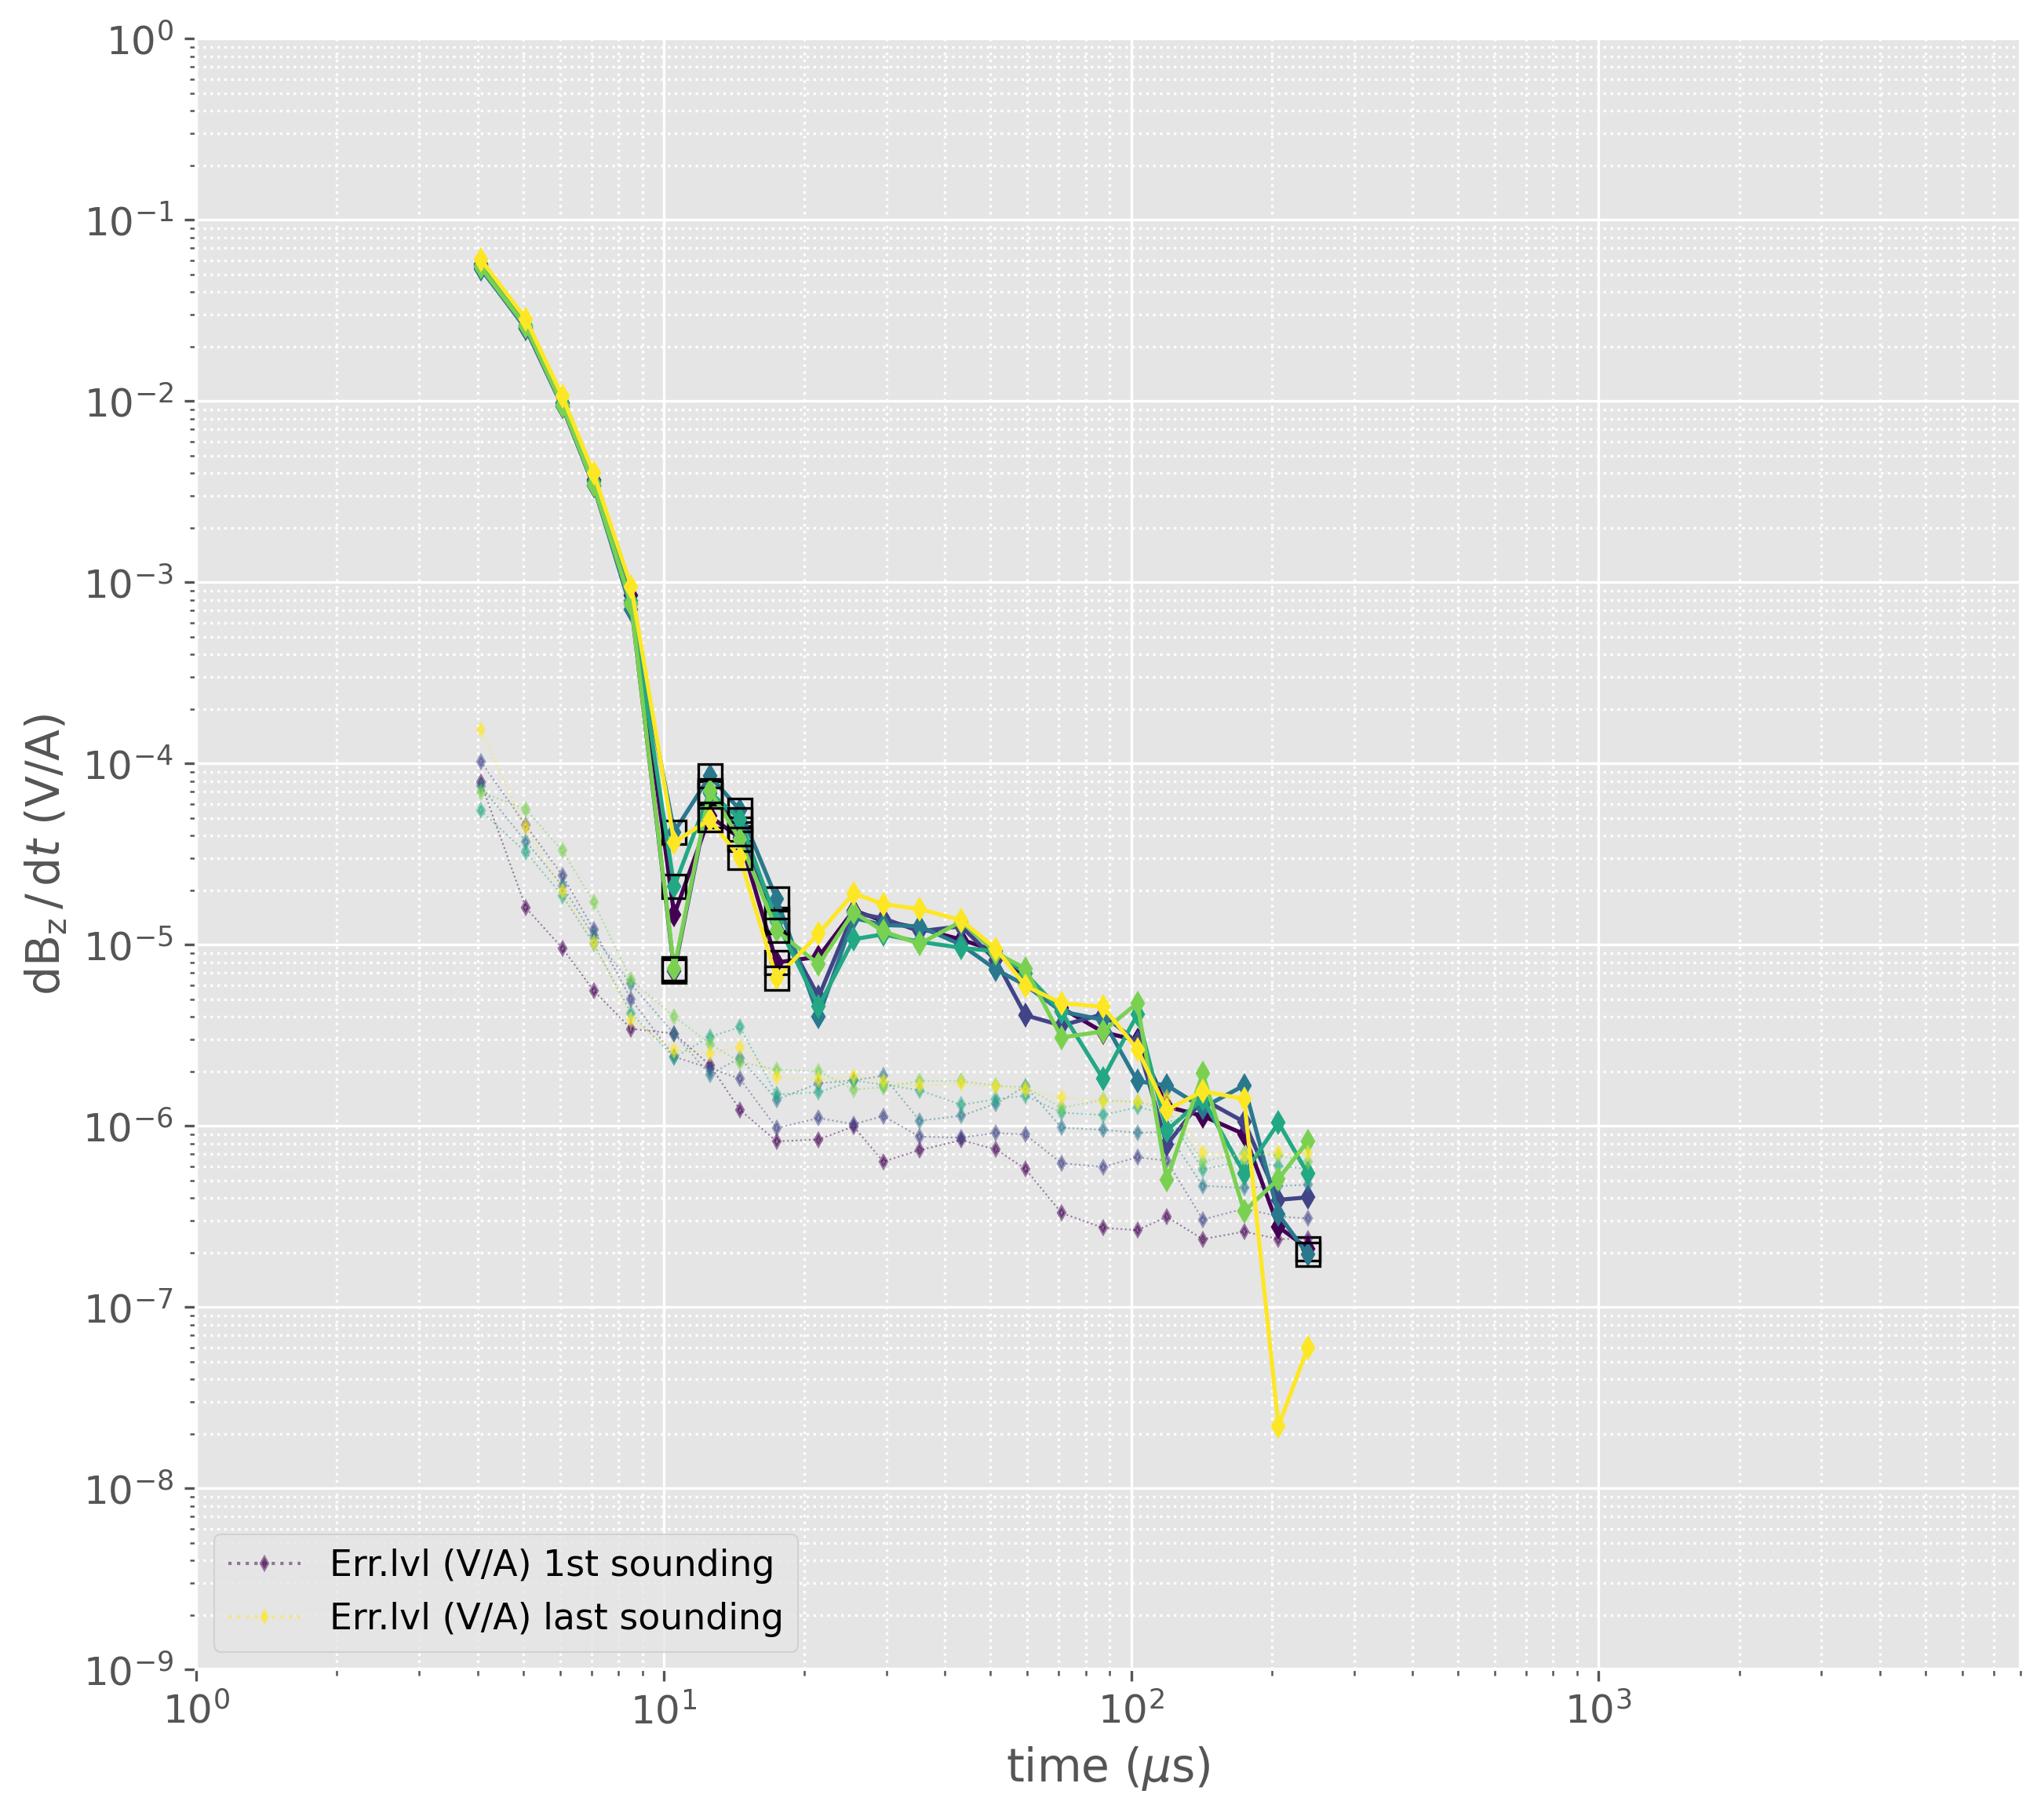 10⁰
10⁻¹
10⁻²
10⁻³
10⁻⁴
10⁻⁵
10⁻⁶
10⁻⁷
10⁻⁸
10⁻⁹
dB_z / dt (V/A)
Err.lvl (V/A) 1st sounding
Err.lvl (V/A) last sounding
10⁰ 10¹ 10² 10³
time (μs)